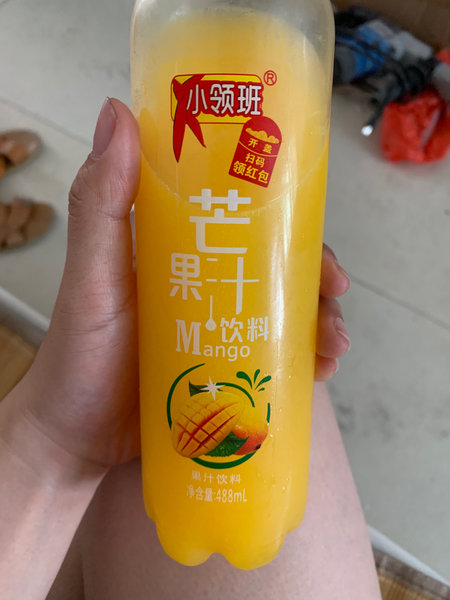 小领班®
开盖
扫码
领红包
芒
果汁
饮料
Mango
果汁饮料
净含量:488mL